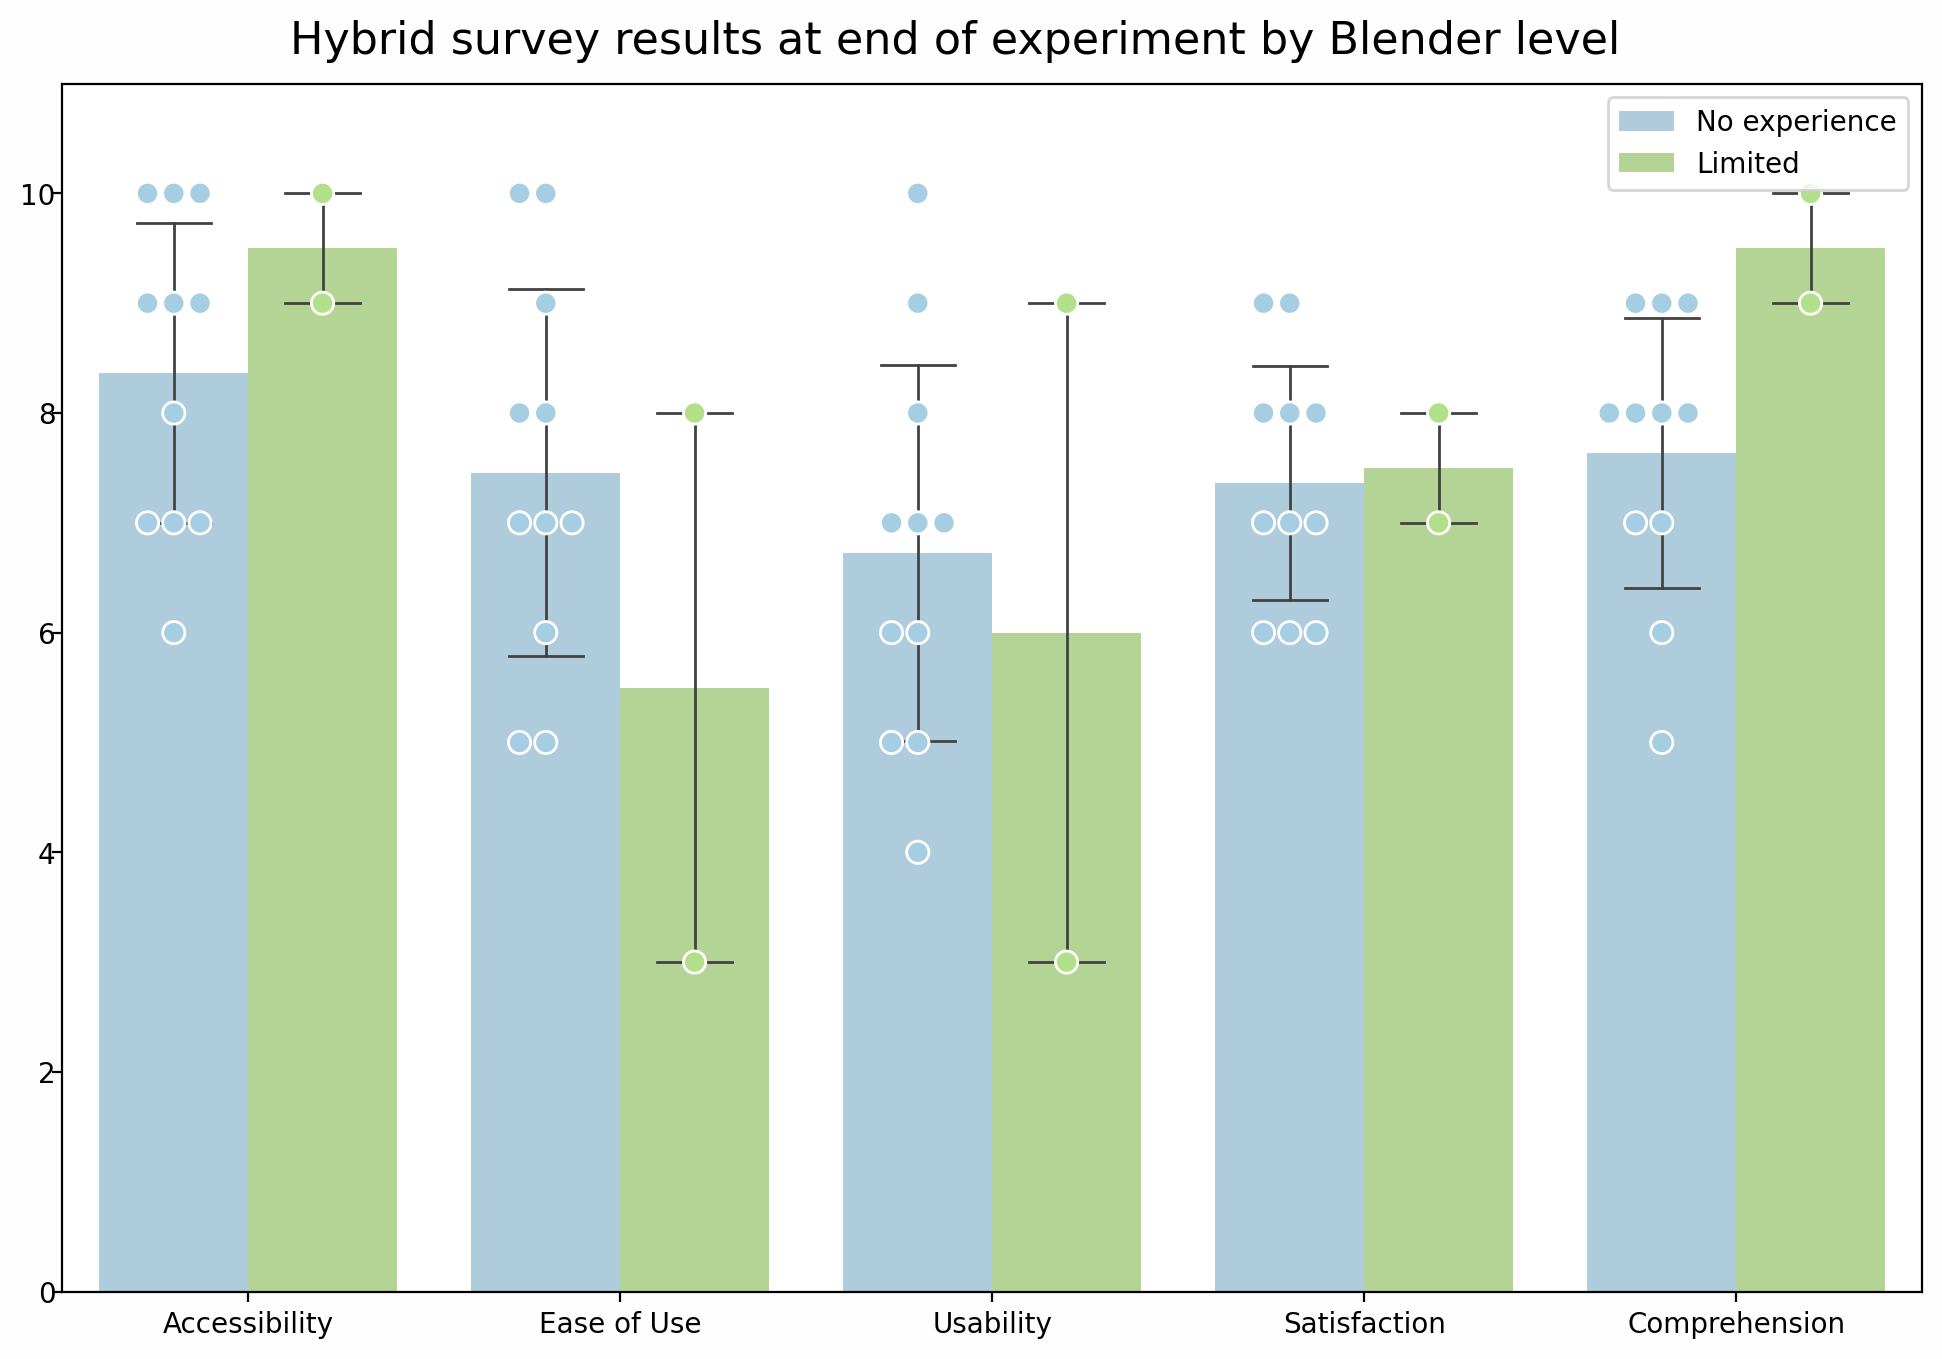 Hybrid survey results at end of experiment by Blender level
No experience
Limited
10
8
6
4
2
0
Accessibility
Ease of Use
Usability
Satisfaction
Comprehension